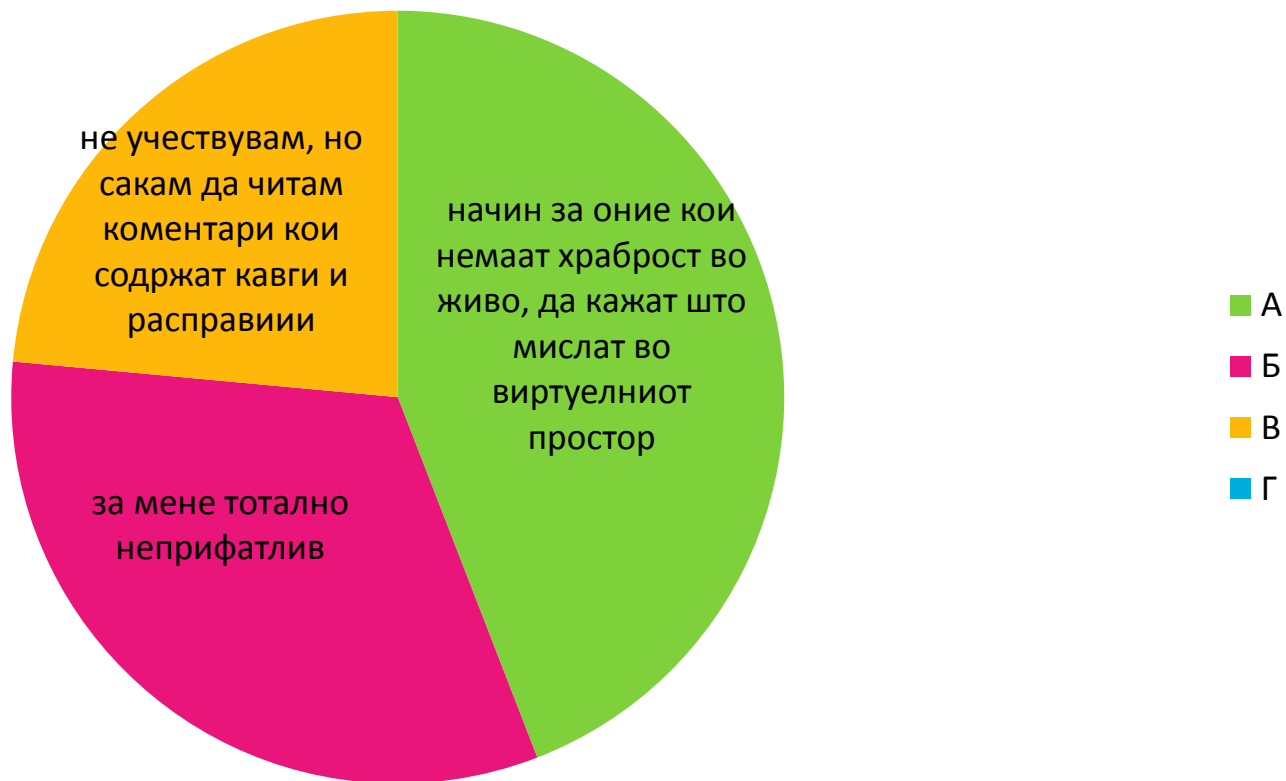 не учествувам, но
сакам да читам
коментари кои
содржат кавги и
расправиии
начин за оние кои
немаат храброст во
живо, да кажат што
мислат во
виртуелниот
простор
за мене тотално
неприфатлив
А
Б
В
Г